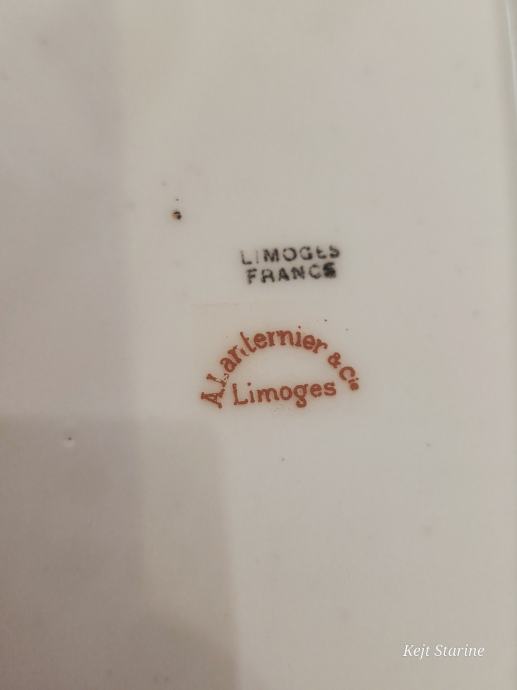 LIMOGES
FRANCE
A. Lanternier & Cie
Limoges
Kejt Starine